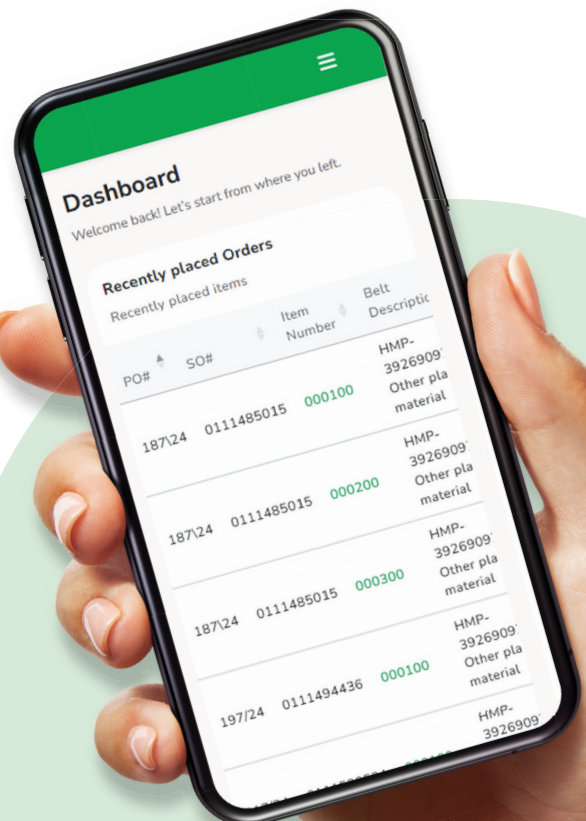 Dashboard
Welcome back! Let's start from where you left.
Recently placed Orders
Recently placed items
PO# SO# Item Number Belt
187\24 0111485015 000100 HMP-
Other
material
187\24 0111485015 000200 HMP-
Other
material
187\24 0111485015 000300 HMP-
Other
material
197/24 0111494436 000100 HMP-
Other
material
HMP-